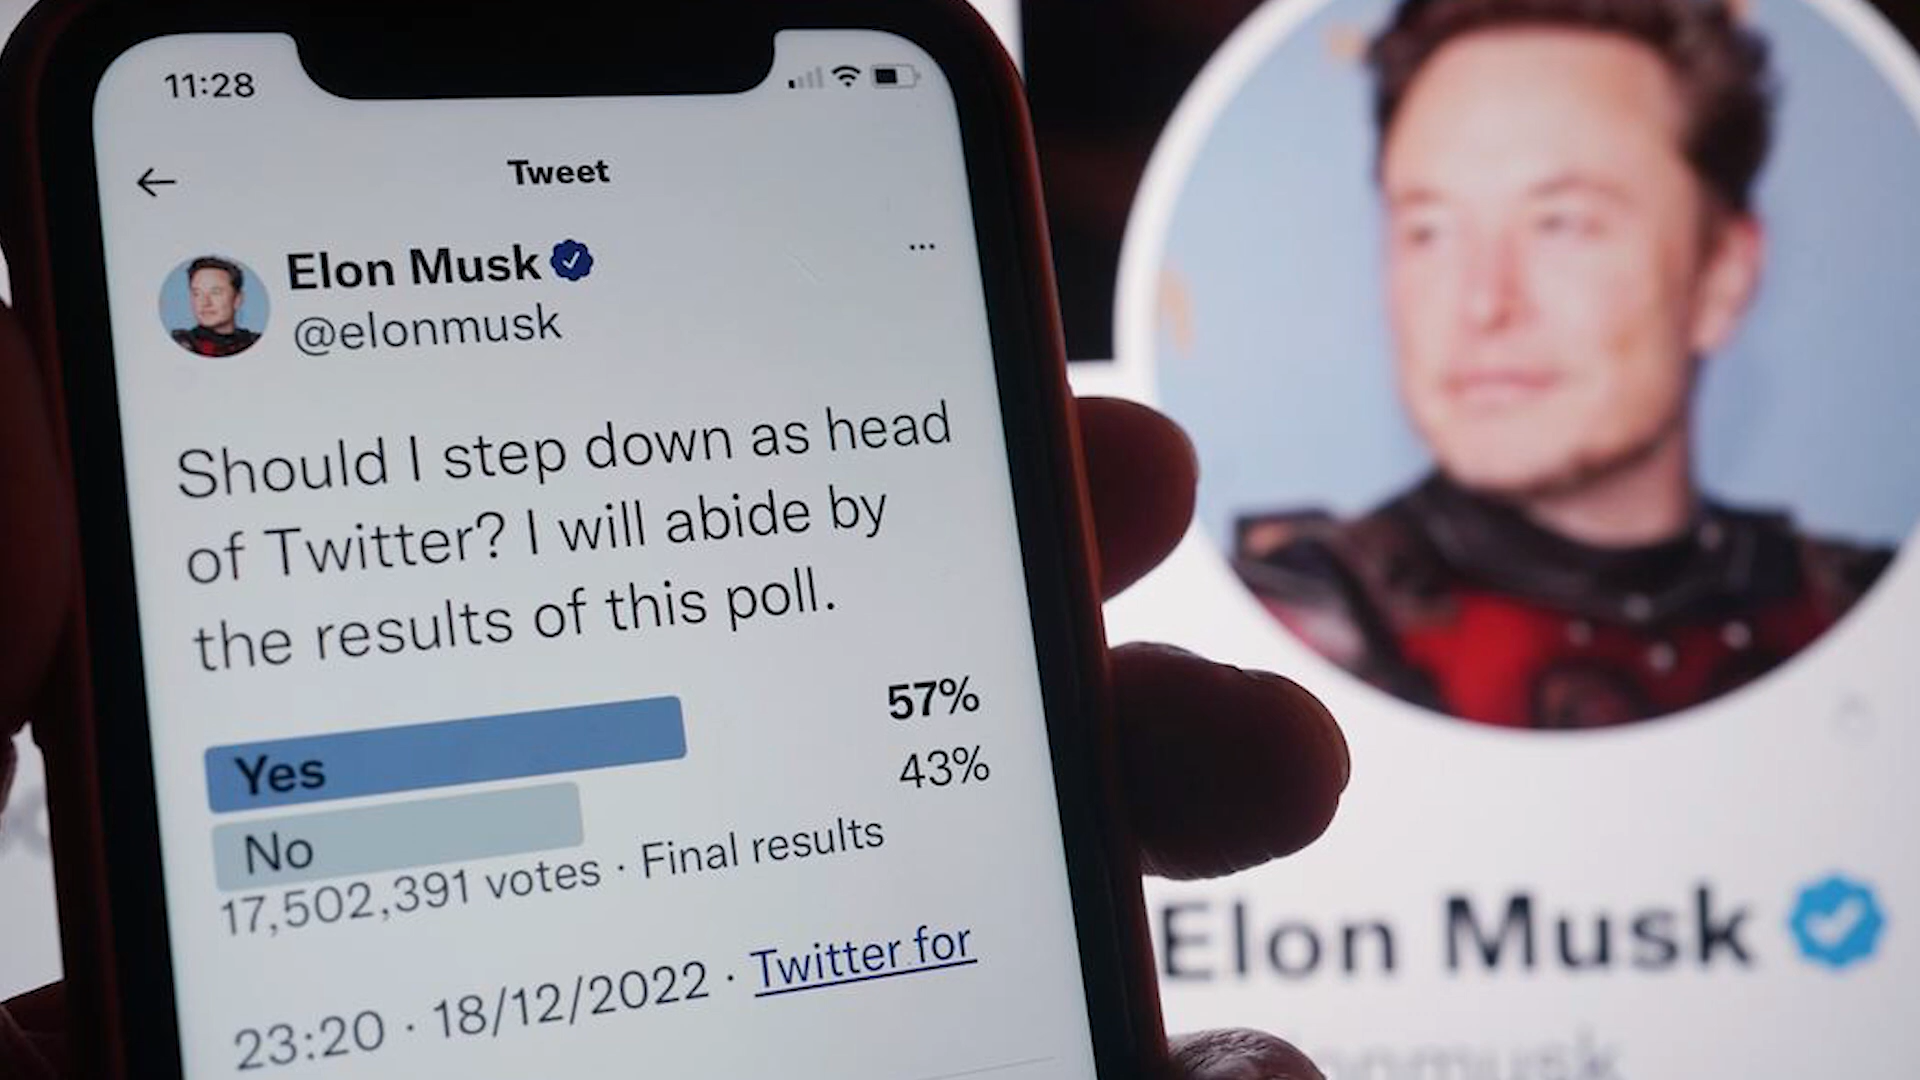 11:28
Tweet
Elon Musk
@elonmusk
Should I step down as head
of Twitter? I will abide by
the results of this poll.
Yes 57%
No 43%
17,502,391 votes · Final results
23:20 · 18/12/2022 · Twitter for
Elon Musk